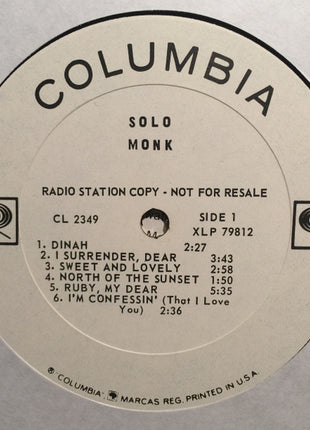 COLUMBIA
SOLO
MONK
RADIO STATION COPY - NOT FOR RESALE
CL 2349 SIDE 1
XLP 79812
1. DINAH 2:27
2. I SURRENDER, DEAR 3:43
3. SWEET AND LOVELY 2:58
4. NORTH OF THE SUNSET 1:50
5. RUBY, MY DEAR 5:35
6. I'M CONFESSIN' (That I Love
You) 2:36
® "COLUMBIA" MARCAS REG. PRINTED IN U.S.A.